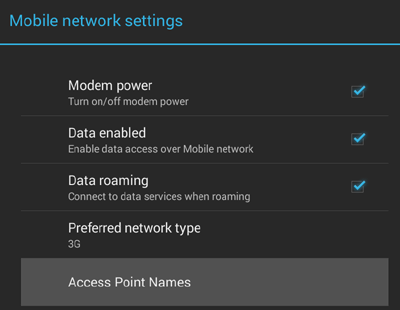 Mobile network settings
Modem power
Turn on/off modem power
Data enabled
Enable data access over Mobile network
Data roaming
Connect to data services when roaming
Preferred network type
3G
Access Point Names